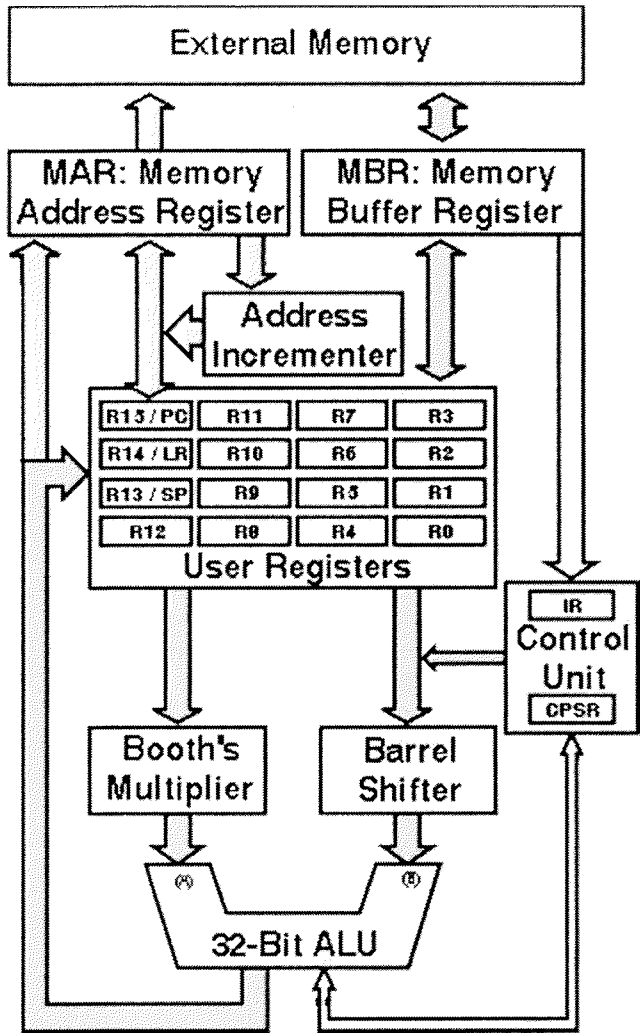 External Memory
MAR: Memory
Address Register
MBR: Memory
Buffer Register
Address
Incrementer
R15 / PC R11 R7 R3
R14 / LR R10 R6 R2
R13 / SP R9 R5 R1
R12 R8 R4 R0
User Registers
IR
Control
Unit
CPSR
Booth's
Multiplier
Barrel
Shifter
(A) (B)
32-Bit ALU